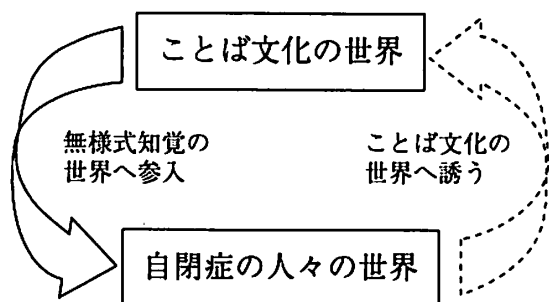 ことば文化の世界
無様式知覚の
世界へ参入
ことば文化の
世界へ誘う
自閉症の人々の世界